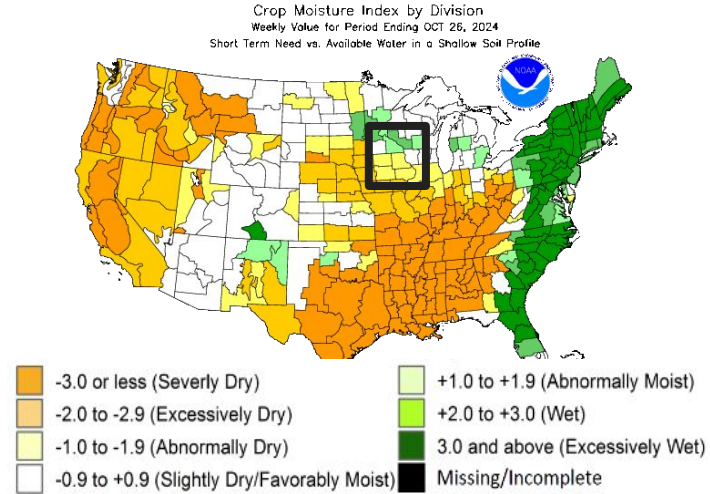 Crop Moisture Index by Division
Weekly Value for Period Ending OCT 26, 2024
Short Term Need vs. Available Water in a Shallow Soil Profile
NOAA
-3.0 or less (Severly Dry)
-2.0 to -2.9 (Excessively Dry)
-1.0 to -1.9 (Abnormally Dry)
-0.9 to +0.9 (Slightly Dry/Favorably Moist)
+1.0 to +1.9 (Abnormally Moist)
+2.0 to +3.0 (Wet)
3.0 and above (Excessively Wet)
Missing/Incomplete